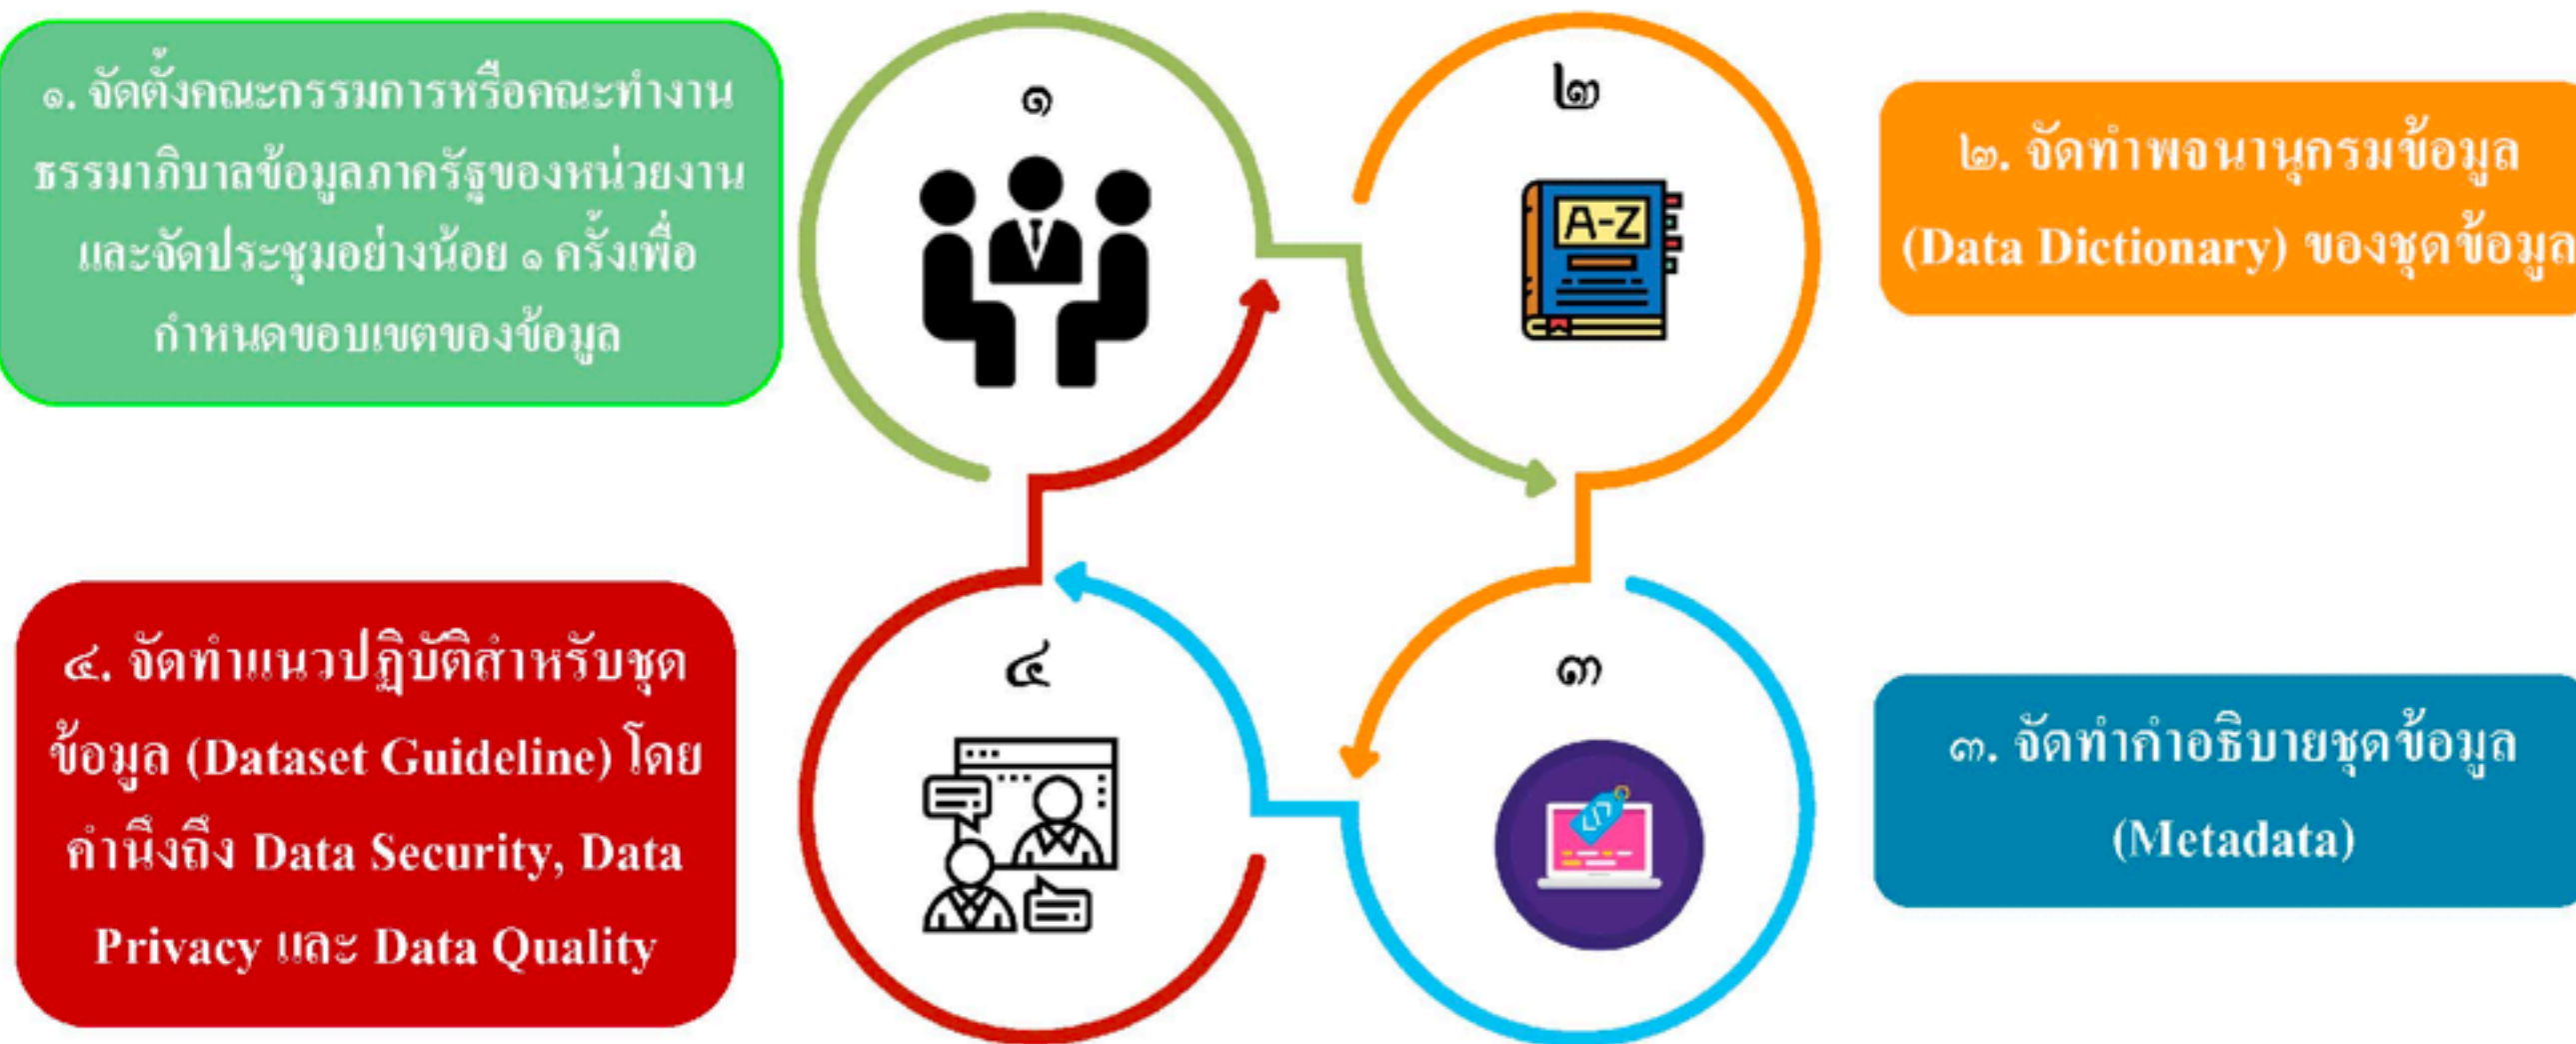 ๑. จัดตั้งคณะกรรมการหรือคณะทำงาน
ธรรมาภิบาลข้อมูลภาครัฐของหน่วยงาน
และจัดประชุมอย่างน้อย ๑ ครั้งเพื่อ
กำหนดขอบเขตของข้อมูล
๑
๒
A-Z
๒. จัดทำพจนานุกรมข้อมูล
(Data Dictionary) ของชุดข้อมูล
๔. จัดทำแนวปฏิบัติสำหรับชุด
ข้อมูล (Dataset Guideline) โดย
คำนึงถึง Data Security, Data
Privacy และ Data Quality
๔
๓
๓. จัดทำคำอธิบายชุดข้อมูล
(Metadata)